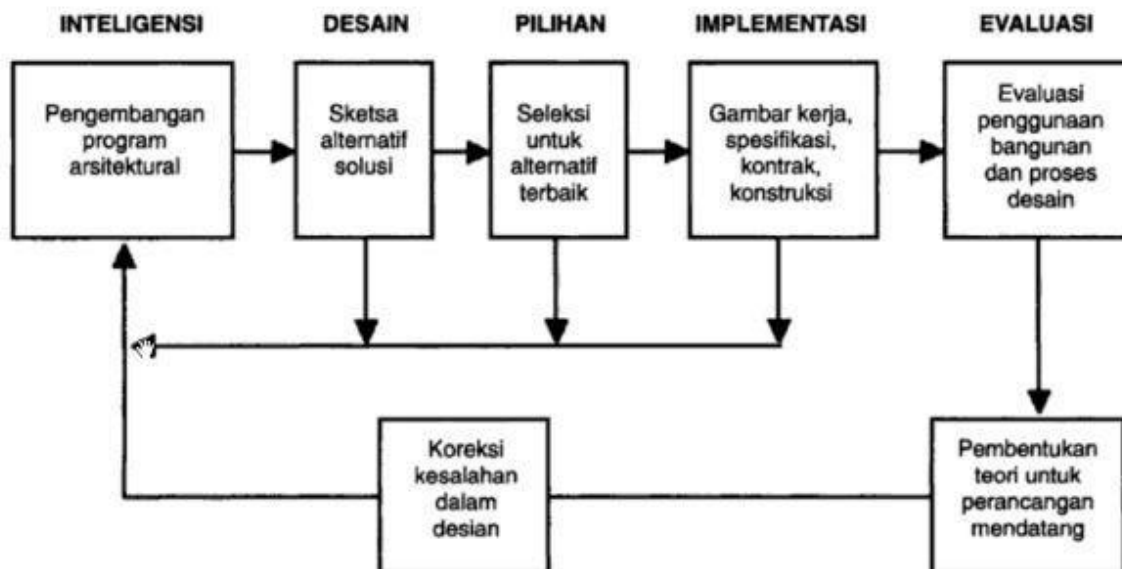 INTELIGENSI
DESAIN
PILIHAN
IMPLEMENTASI
EVALUASI
Pengembangan
program
arsitektural
Sketsa
alternatif
solusi
Seleksi
untuk
alternatif
terbaik
Gambar kerja,
spesifikasi,
kontrak,
konstruksi
Evaluasi
penggunaan
bangunan
dan proses
desain
Koreksi
kesalahan
dalam
desian
Pembentukan
teori untuk
perancangan
mendatang